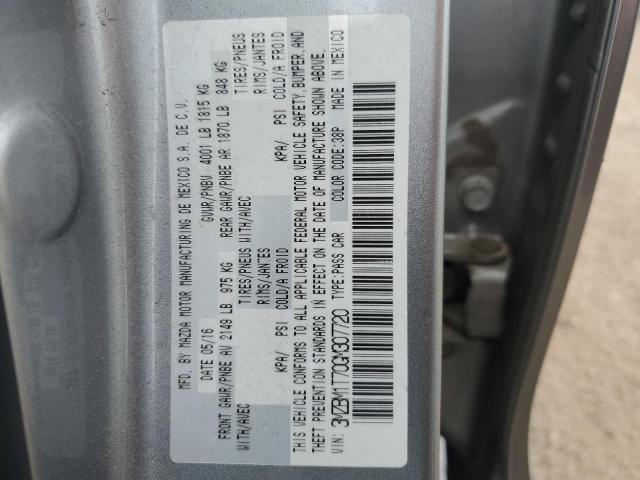 MFD. BY MAZDA MOTOR MANUFACTURING DE MEXICO S.A. DE C.V.
DATE 05/16 GVWR/PNBV 4001 LB 1815 KG
FRONT GAWR/PNBE AV 2149 LB 975 KG REAR GAWR/PNBE AR 1870 LB 848 KG
WITH/AVEC TIRES/PNEUS WITH/AVEC TIRES/PNEUS
RIMS/JANTES RIMS/JANTES
KPA/ PSI COLD/A FROID KPA/ PSI COLD/A FROID
THIS VEHICLE CONFORMS TO ALL APPLICABLE FEDERAL MOTOR VEHICLE SAFETY, BUMPER, AND
THEFT PREVENTION STANDARDS IN EFFECT ON THE DATE OF MANUFACTURE SHOWN ABOVE.
VIN: 3MZBM1T70GM307720 TYPE:PASS CAR COLOR CODE:38P MADE IN MEXICO